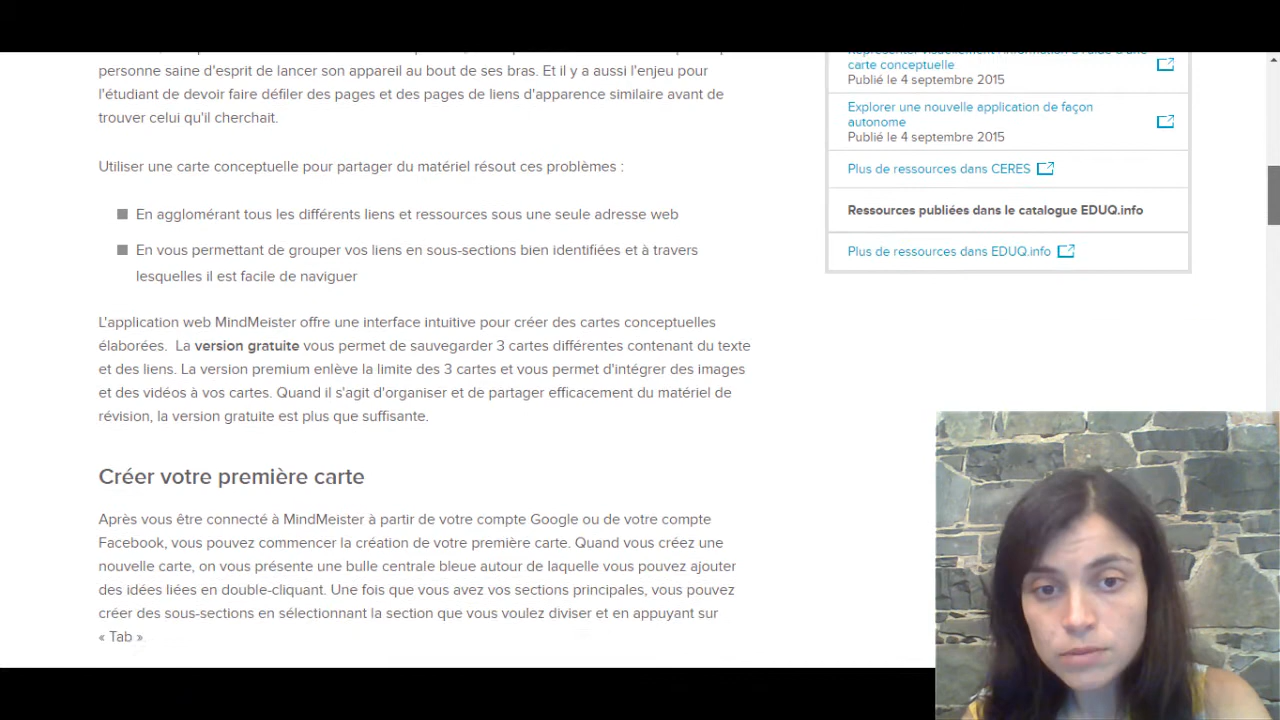 personne saine d'esprit de lancer son appareil au bout de ses bras. Et il y a aussi l'enjeu pour
l'étudiant de devoir faire défiler des pages et des pages de liens d'apparence similaire avant de
trouver celui qu'il cherchait.
Utiliser une carte conceptuelle pour partager du matériel résout ces problèmes :
En agglomérant tous les différents liens et ressources sous une seule adresse web
En vous permettant de grouper vos liens en sous-sections bien identifiées et à travers
lesquelles il est facile de naviguer
L'application web MindMeister offre une interface intuitive pour créer des cartes conceptuelles
élaborées. La version gratuite vous permet de sauvegarder 3 cartes différentes contenant du texte
et des liens. La version premium enlève la limite des 3 cartes et vous permet d'intégrer des images
et des vidéos à vos cartes. Quand il s'agit d'organiser et de partager efficacement du matériel de
révision, la version gratuite est plus que suffisante.
Créer votre première carte
Après vous être connecté à MindMeister à partir de votre compte Google ou de votre compte
Facebook, vous pouvez commencer la création de votre première carte. Quand vous créez une
nouvelle carte, on vous présente une bulle centrale bleue autour de laquelle vous pouvez ajouter
des idées liées en double-cliquant. Une fois que vous avez vos sections principales, vous pouvez
créer des sous-sections en sélectionnant la section que vous voulez diviser et en appuyant sur
« Tab »
Représenter visuellement l'information à l'aide d'une
carte conceptuelle
Publié le 4 septembre 2015
Explorer une nouvelle application de façon
autonome
Publié le 4 septembre 2015
Plus de ressources dans CERES
Ressources publiées dans le catalogue EDUQ.info
Plus de ressources dans EDUQ.info